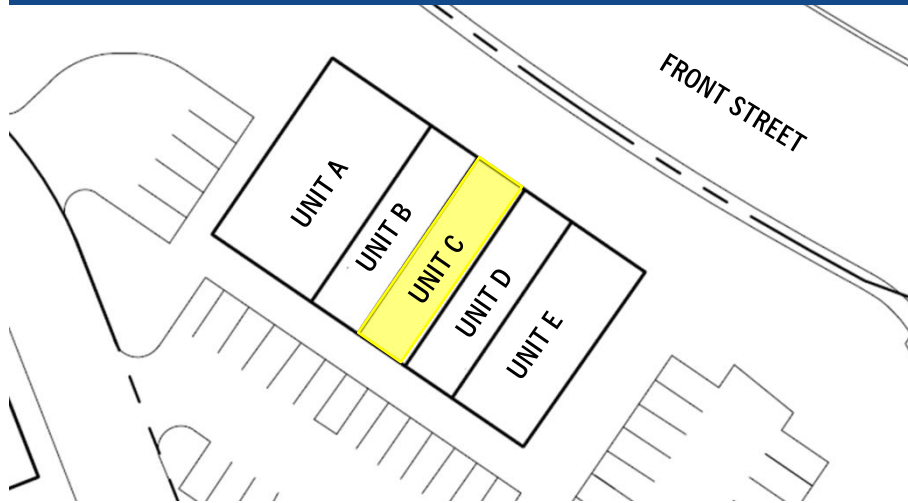 FRONT STREET
UNIT A
UNIT B
UNIT C
UNIT D
UNIT E